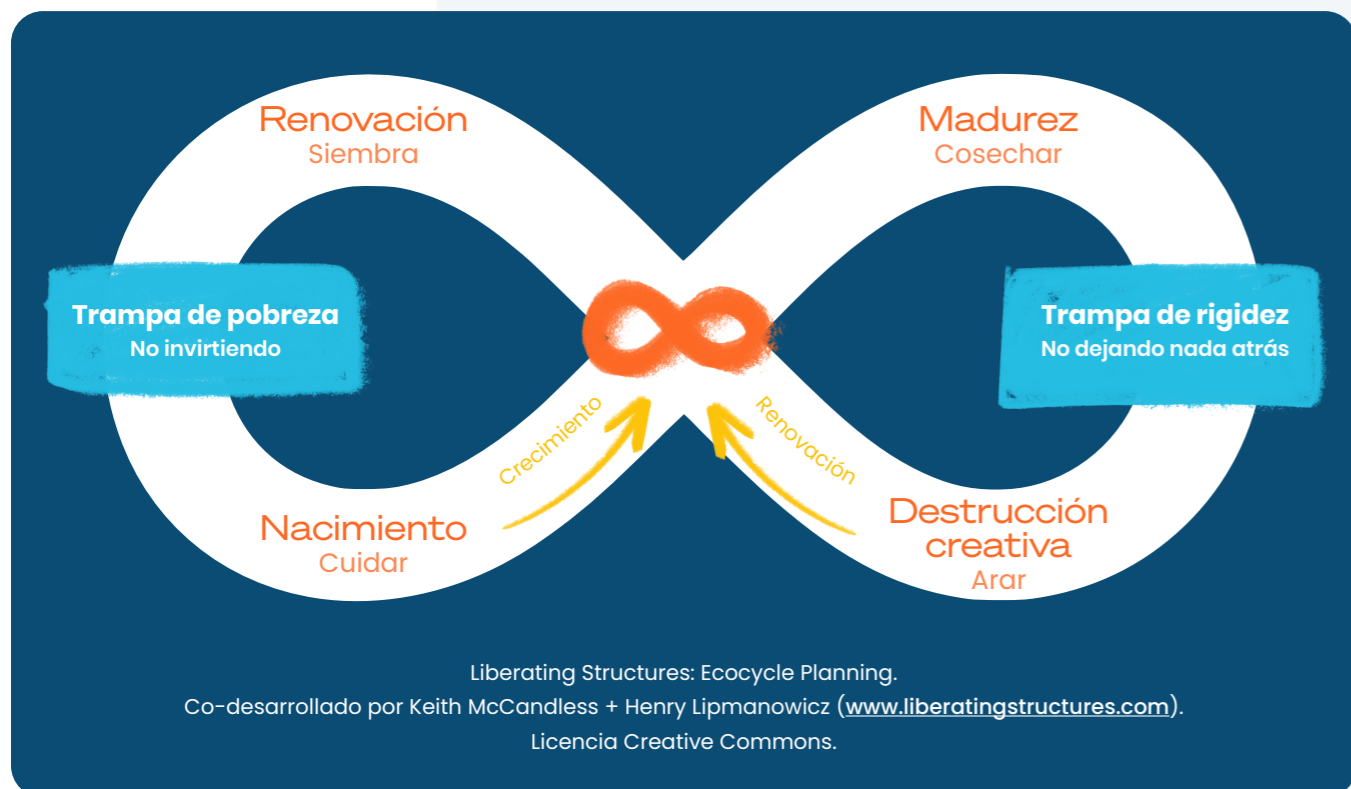 Renovación
Siembra
Madurez
Cosechar
Trampa de pobreza
No invirtiendo
Trampa de rigidez
No dejando nada atrás
Crecimiento
Renovación
Nacimiento
Cuidar
Destrucción
creativa
Arar
Liberating Structures: Ecocycle Planning.
Co-desarrollado por Keith McCandless + Henry Lipmanowicz (www.liberatingstructures.com).
Licencia Creative Commons.